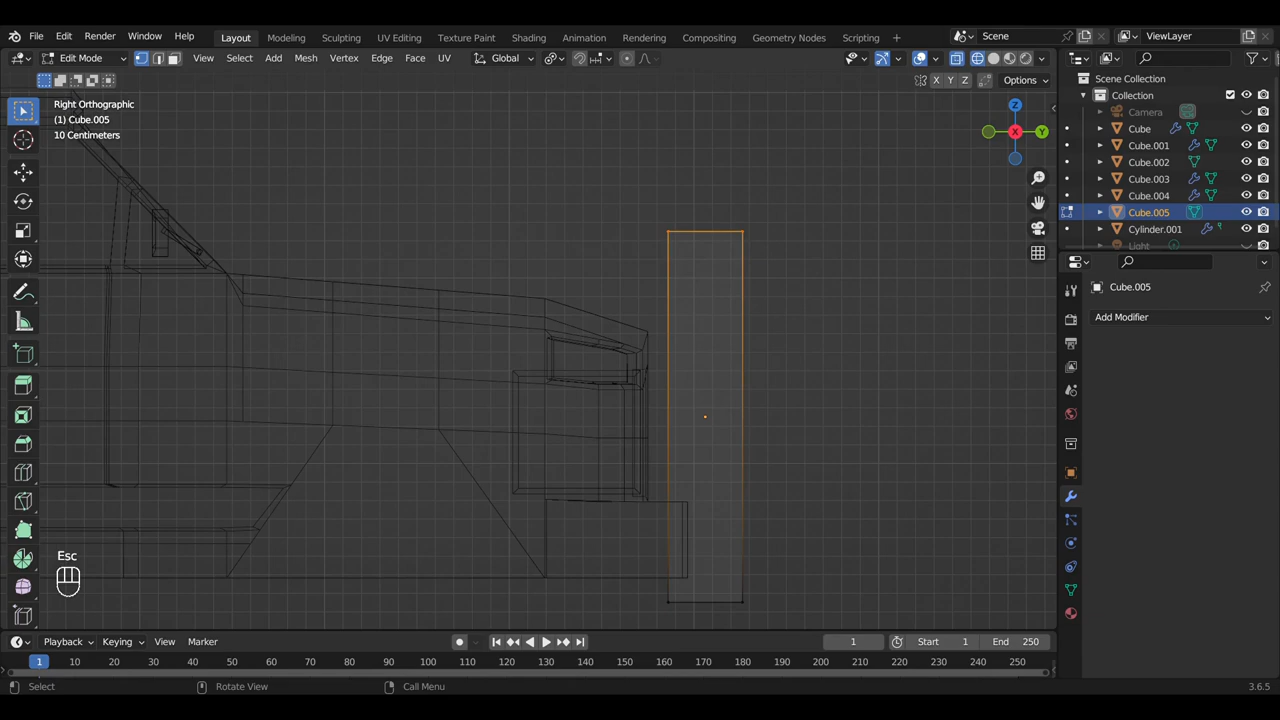 File Edit Render Window Help Layout Modeling Sculpting UV Editing Texture Paint Shading Animation Rendering Compositing Geometry Nodes Scripting + Scene ViewLayer
Edit Mode View Select Add Mesh Vertex Edge Face UV Global
X Y Z Options
Right Orthographic
(1) Cube.005
10 Centimeters
Z
Y
X
Scene Collection
Collection
Camera
Cube
Cube.001
Cube.002
Cube.003
Cube.004
Cube.005
Cylinder.001
Light
Cube.005
Add Modifier
Esc
Playback Keying View Marker 1 Start 1 End 250
1 10 20 30 40 50 60 70 80 90 100 110 120 130 140 150 160 170 180 190 200 210 220 230 240 250
Select Rotate View Call Menu 3.6.5